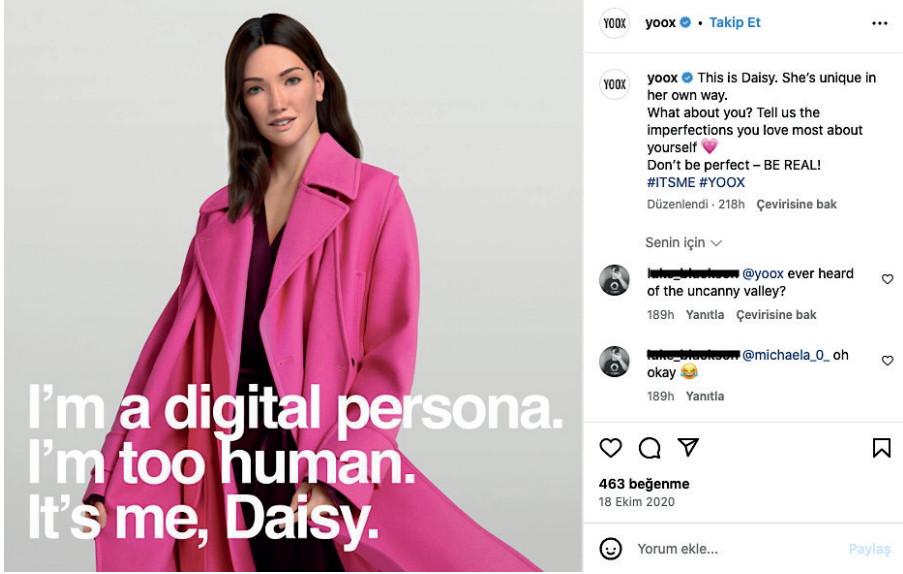 I'm a digital persona.
I'm too human.
It's me, Daisy.
YOOX
yoox • Takip Et
YOOX
yoox This is Daisy. She's unique in
her own way.
What about you? Tell us the
imperfections you love most about
yourself
Don't be perfect – BE REAL!
#ITSME #YOOX
Düzenlendi · 218h Çevirisine bak
Senin için
@yoox ever heard
of the uncanny valley?
189h Yanıtla Çevirisine bak
@michaela_0_ oh
okay 😂
189h Yanıtla
463 beğenme
18 Ekim 2020
Yorum ekle...
Paylaş